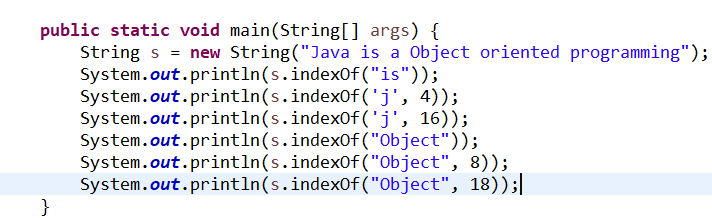 public static void main(String[] args) {
String s = new String("Java is a Object oriented programming");
System.out.println(s.indexOf("is"));
System.out.println(s.indexOf('j', 4));
System.out.println(s.indexOf('j', 16));
System.out.println(s.indexOf("Object"));
System.out.println(s.indexOf("Object", 8));
System.out.println(s.indexOf("Object", 18));
}